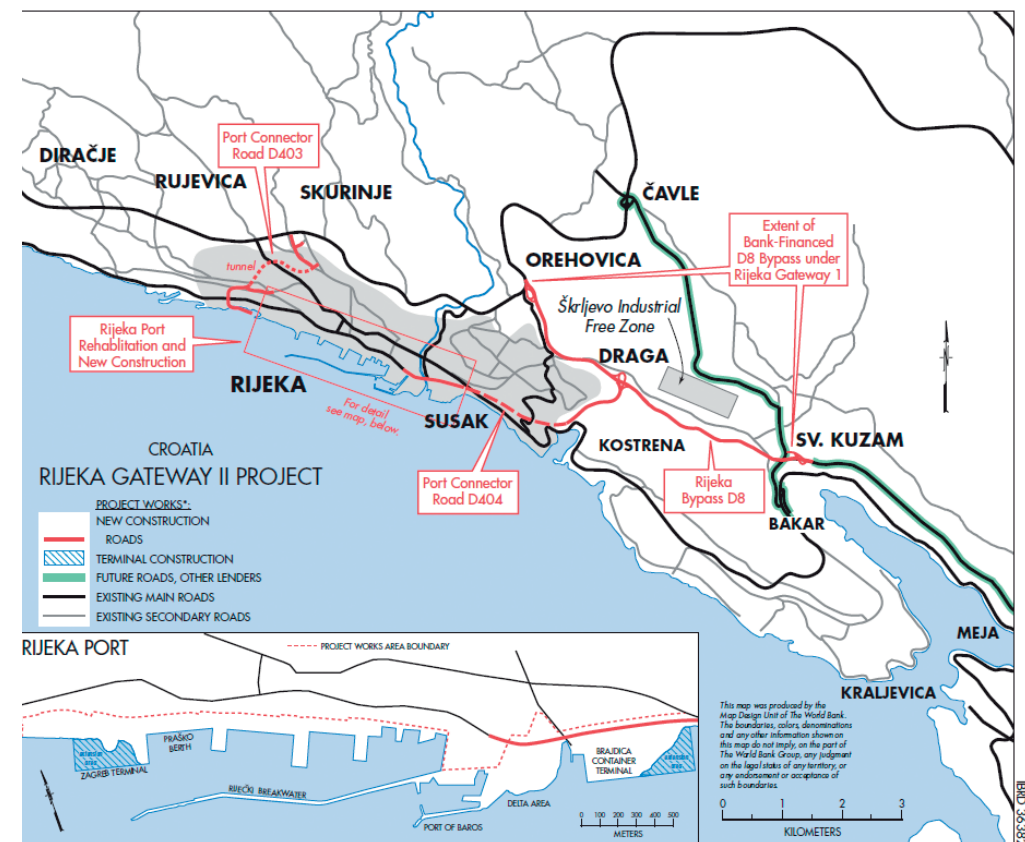 DIRAČJE
RUJEVICA
Port Connector
Road D403
SKURINJE
ČAVLE
tunnel
OREHOVICA
Extent of
Bank-Financed
D8 Bypass under
Rijeka Gateway 1
Škrljevo Industrial
Free Zone
Rijeka Port
Rehablitation and
New Construction
DRAGA
RIJEKA
For detail
see map, below.
SUSAK
KOSTRENA
SV. KUZAM
Port Connector
Road D404
Rijeka
Bypass D8
BAKAR
MEJA
KRALJEVICA
CROATIA
RIJEKA GATEWAY II PROJECT
PROJECT WORKS*:
NEW CONSTRUCTION
ROADS
TERMINAL CONSTRUCTION
FUTURE ROADS, OTHER LENDERS
EXISTING MAIN ROADS
EXISTING SECONDARY ROADS
RIJEKA PORT
PROJECT WORKS AREA BOUNDARY
PRAŠKO
BERTH
ZAGREB TERMINAL
RIJEČKI BREAKWATER
BRAJDICA
CONTAINER
TERMINAL
DELTA AREA
PORT OF BAROS
0 100 200 300 400 500
METERS
This map was produced by the
Map Design Unit of The World Bank.
The boundaries, colors, denominations
and any other information shown on
this map do not imply, on the part of
The World Bank Group, any judgment
on the legal status of any territory, or
any endorsement or acceptance of
such boundaries.
0 1 2 3
KILOMETERS